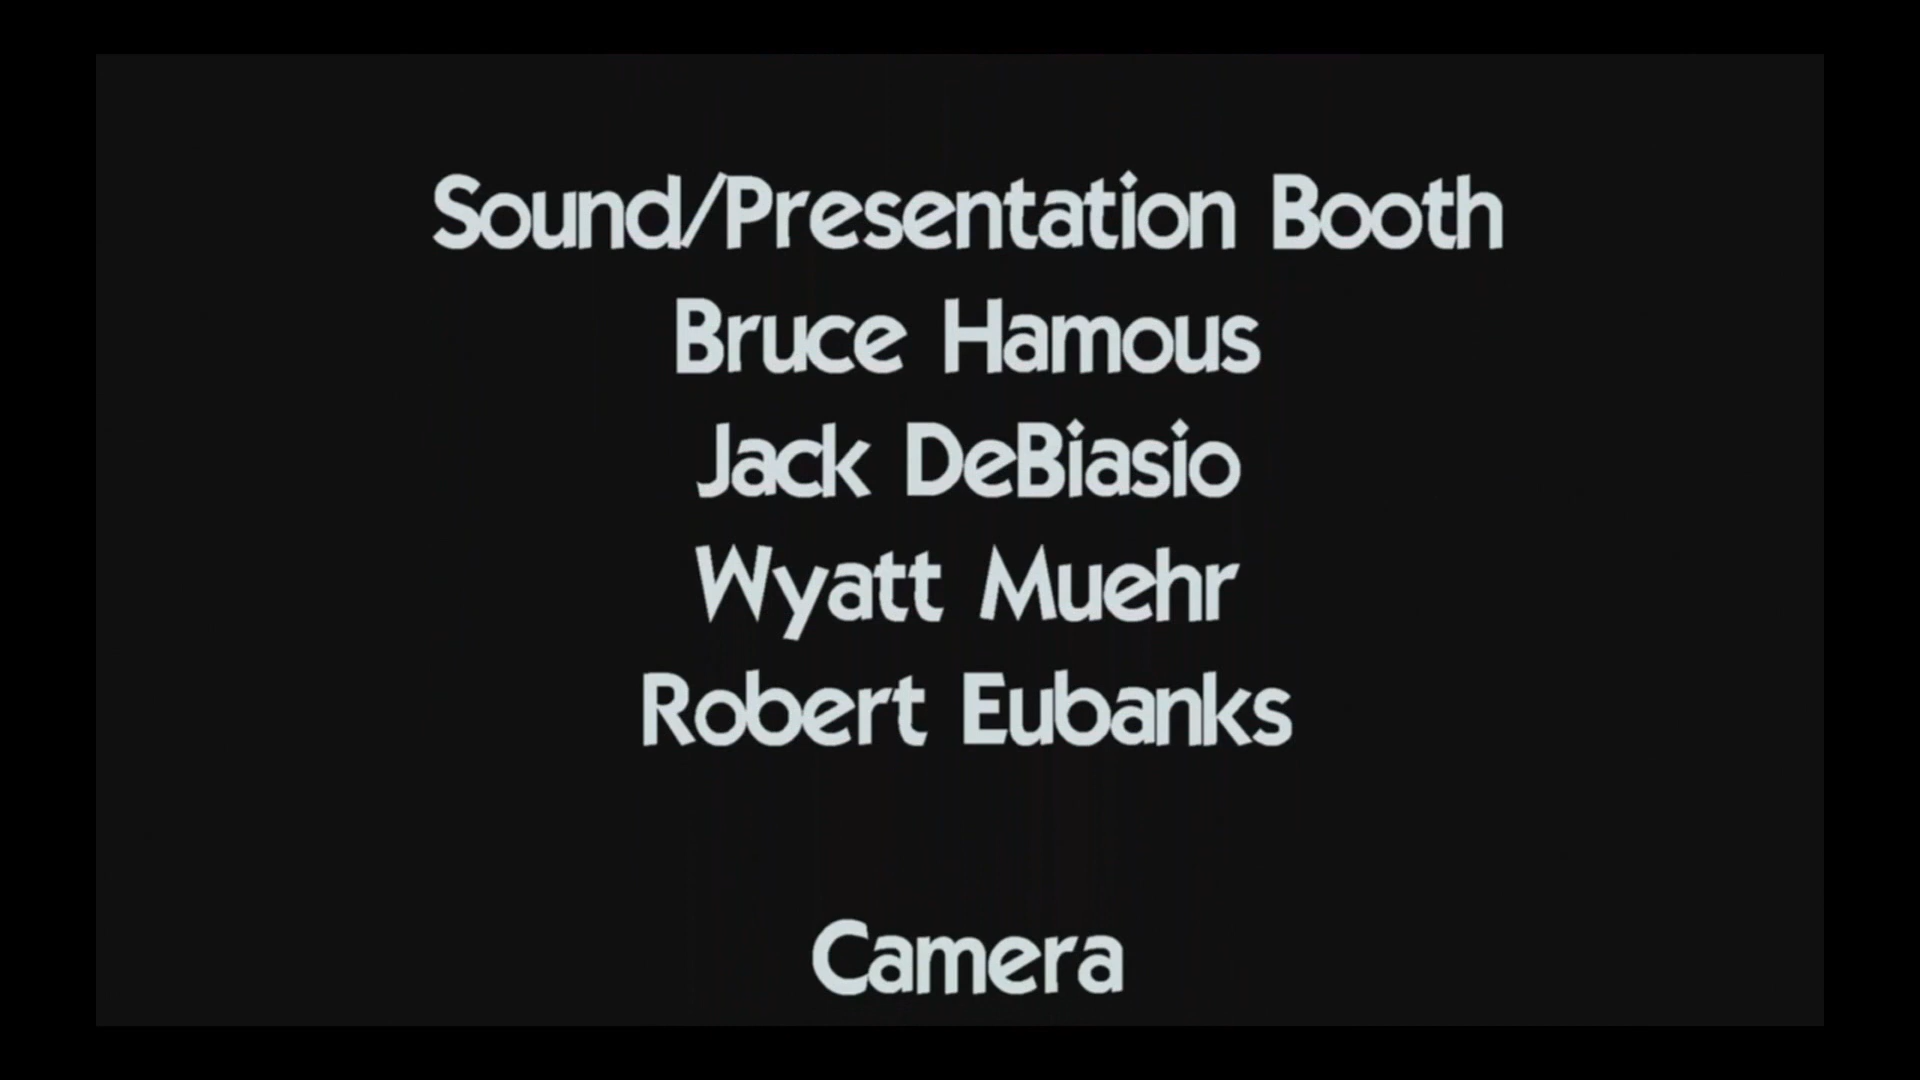 Sound/Presentation Booth
Bruce Hamous
Jack DeBiasio
Wyatt Muehr
Robert Eubanks
Camera